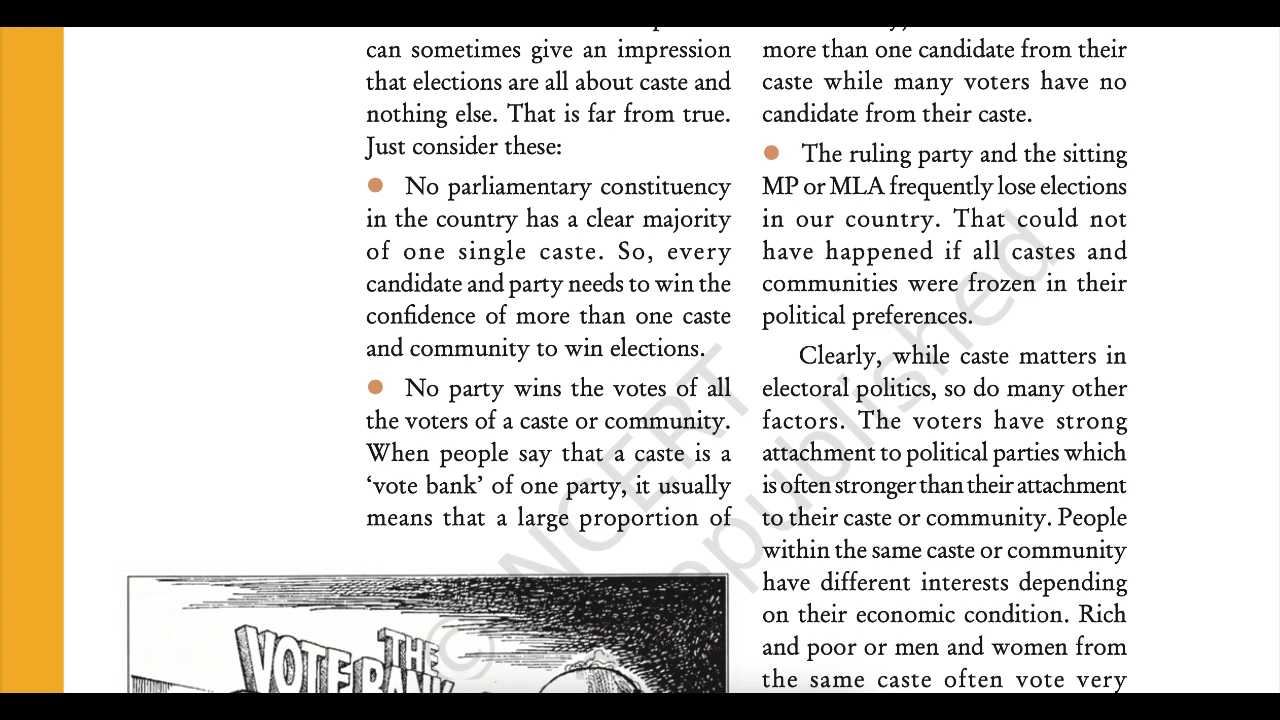 can sometimes give an impression
that elections are all about caste and
nothing else. That is far from true.
Just consider these:
● No parliamentary constituency
in the country has a clear majority
of one single caste. So, every
candidate and party needs to win the
confidence of more than one caste
and community to win elections.
● No party wins the votes of all
the voters of a caste or community.
When people say that a caste is a
‘vote bank’ of one party, it usually
means that a large proportion of
more than one candidate from their
caste while many voters have no
candidate from their caste.
● The ruling party and the sitting
MP or MLA frequently lose elections
in our country. That could not
have happened if all castes and
communities were frozen in their
political preferences.
Clearly, while caste matters in
electoral politics, so do many other
factors. The voters have strong
attachment to political parties which
is often stronger than their attachment
to their caste or community. People
within the same caste or community
have different interests depending
on their economic condition. Rich
and poor or men and women from
the same caste often vote very
THE
VOTE BANK
© NCERT